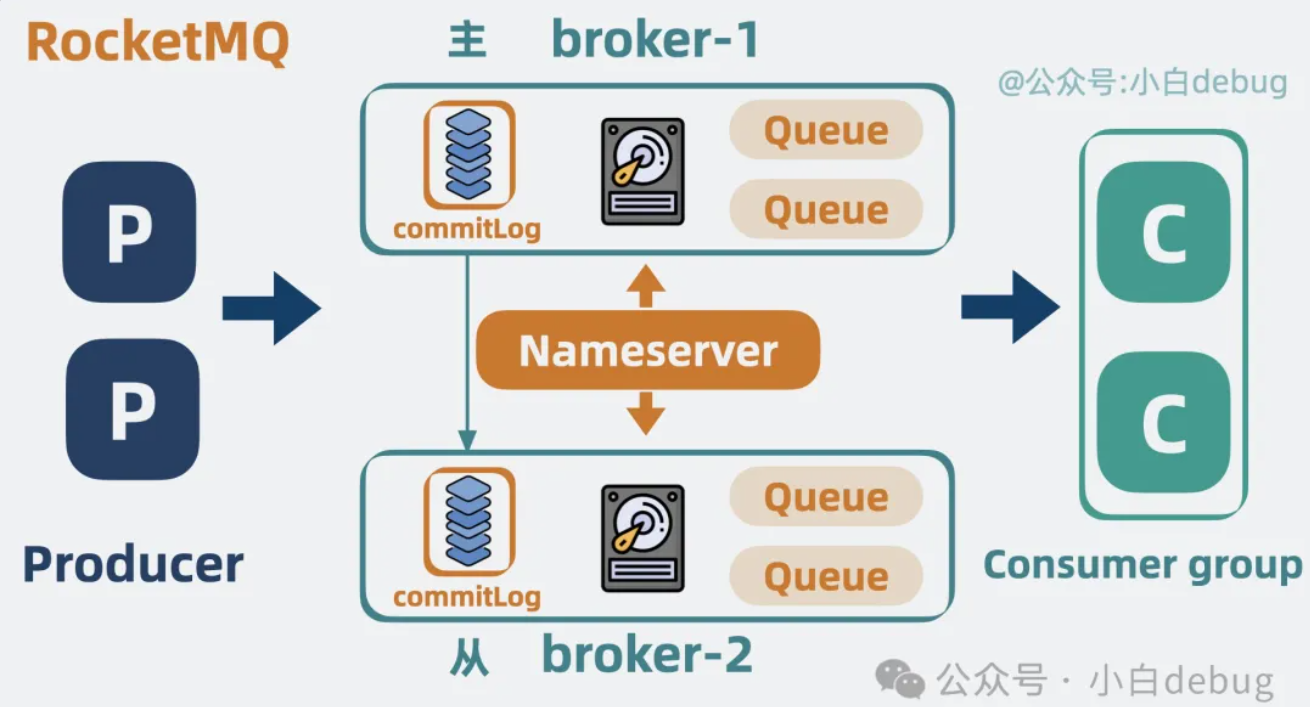 RocketMQ
主 broker-1
@公众号:小白debug
commitLog
Queue
Queue
P
P
Producer
Nameserver
C
C
Consumer group
commitLog
Queue
Queue
从 broker-2
公众号 · 小白debug